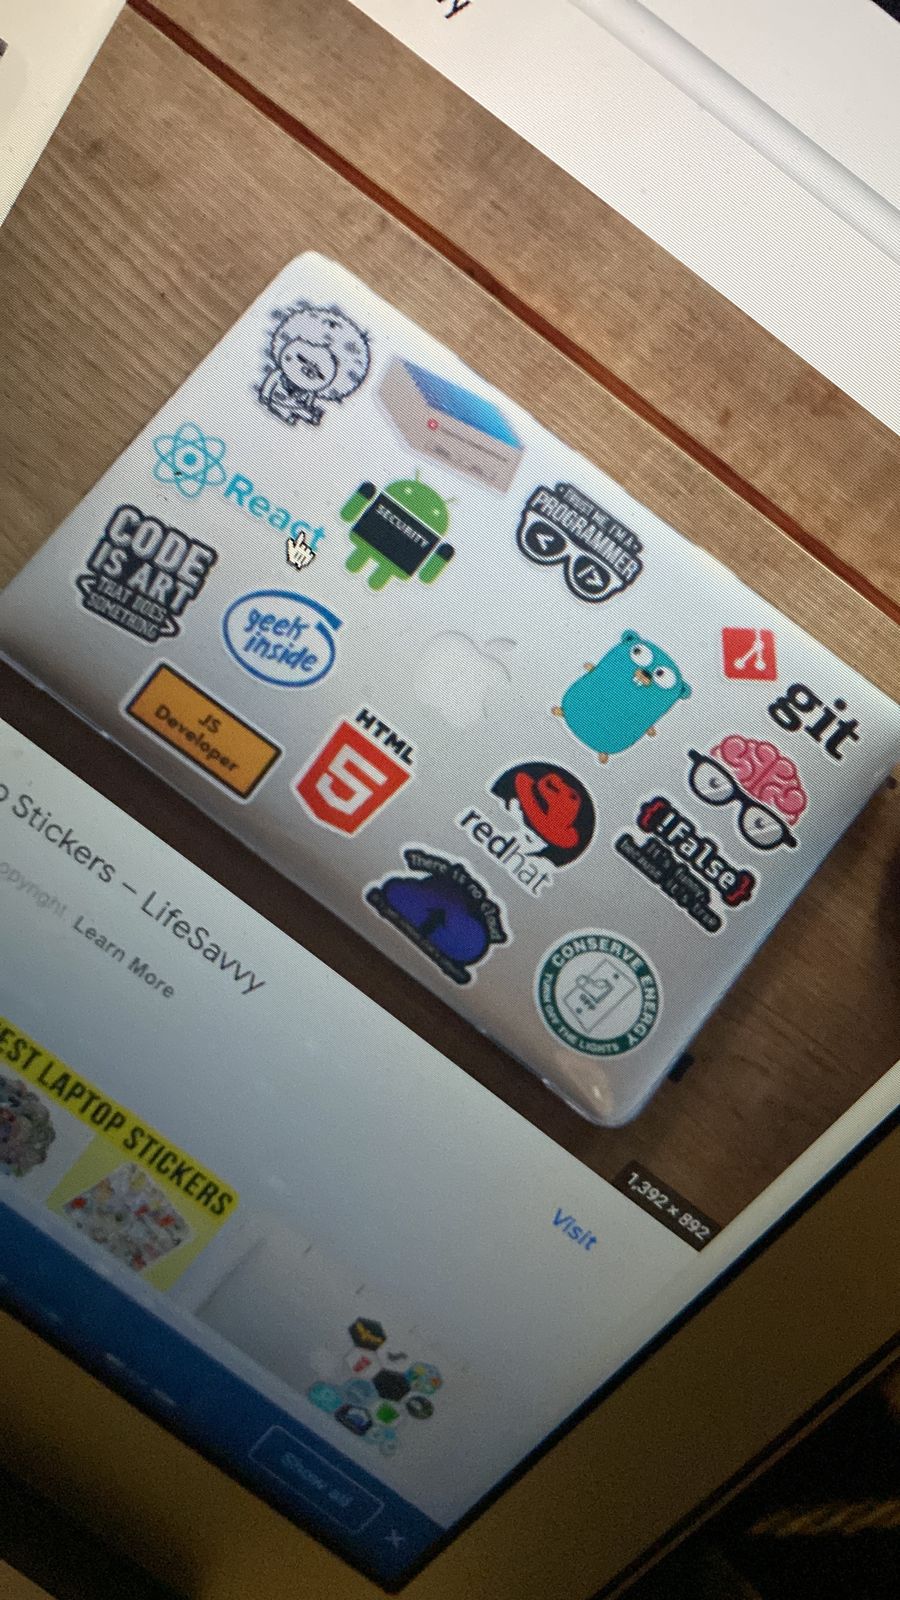 React
SECURITY
TRUST ME, I'M A
PROGRAMMER
< />
CODE
IS ART
THAT DOES
SOMETHING
geek
inside
git
JS
Developer
HTML
5
redhat
{!False}
It's funny
because it's true
There is no cloud
CONSERVE ENERGY
TURN OFF THE LIGHTS
Stickers – LifeSavvy
Learn More
1,392 × 892
Visit
LAPTOP STICKERS
Show all